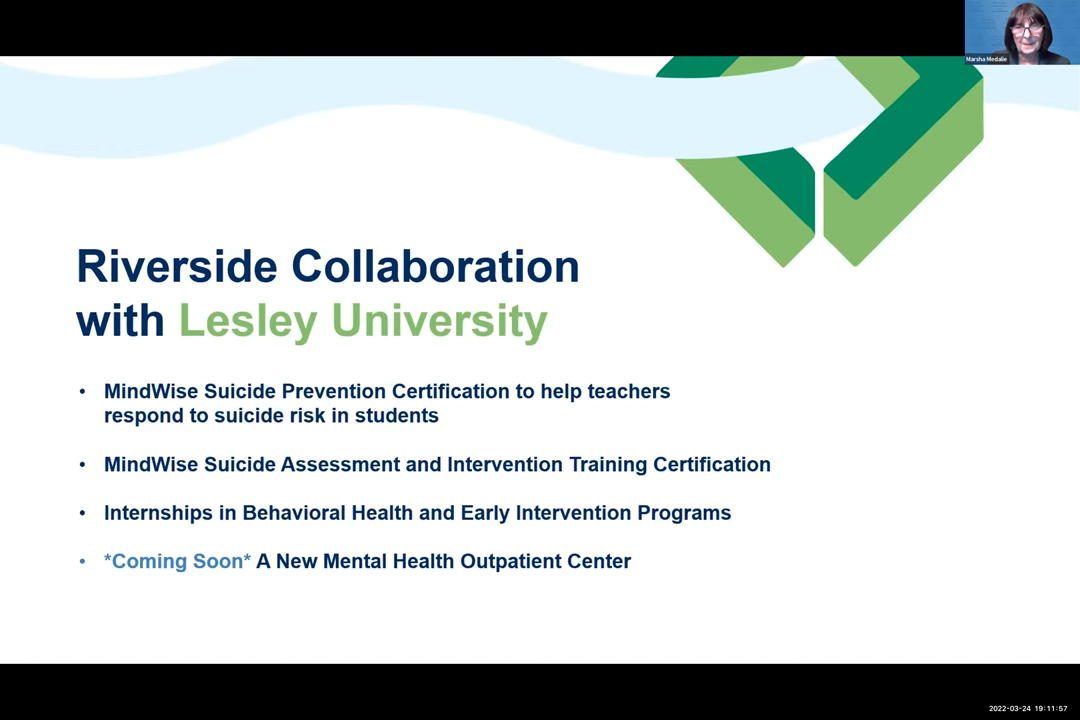 Marsha Medalie
Riverside Collaboration
with Lesley University
• MindWise Suicide Prevention Certification to help teachers
respond to suicide risk in students
• MindWise Suicide Assessment and Intervention Training Certification
• Internships in Behavioral Health and Early Intervention Programs
• *Coming Soon* A New Mental Health Outpatient Center
2022-03-24 19:11:57